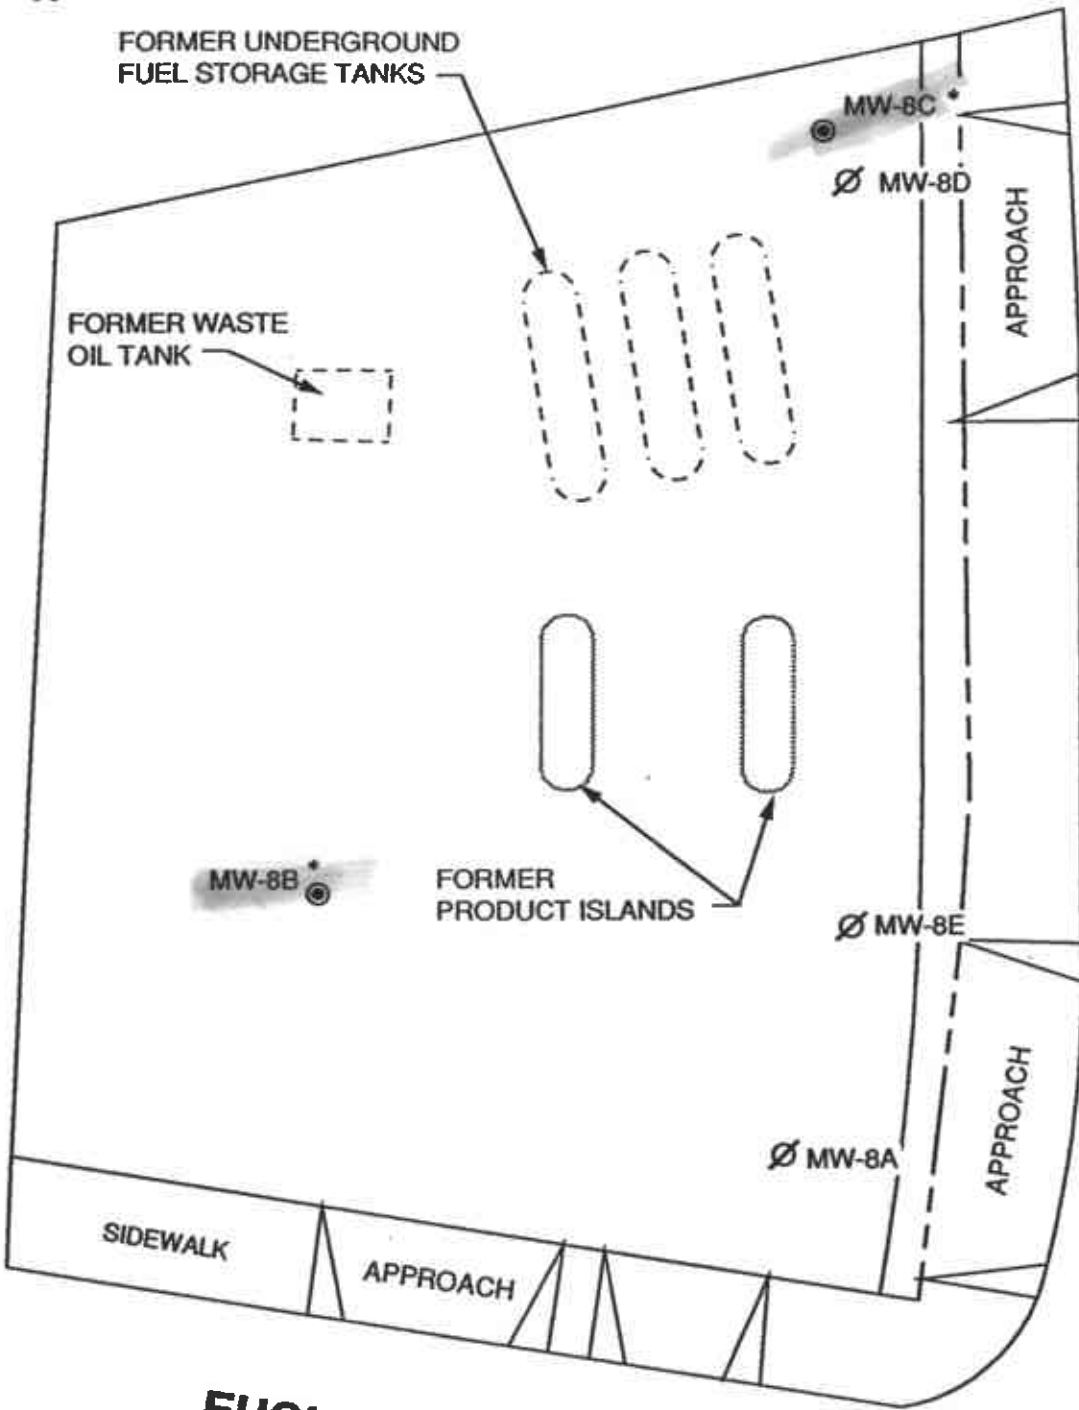 FORMER UNDERGROUND
FUEL STORAGE TANKS
MW-8C *
MW-8D
APPROACH
FORMER WASTE
OIL TANK
MW-8B *
FORMER
PRODUCT ISLANDS
MW-8E
APPROACH
MW-8A
SIDEWALK
APPROACH